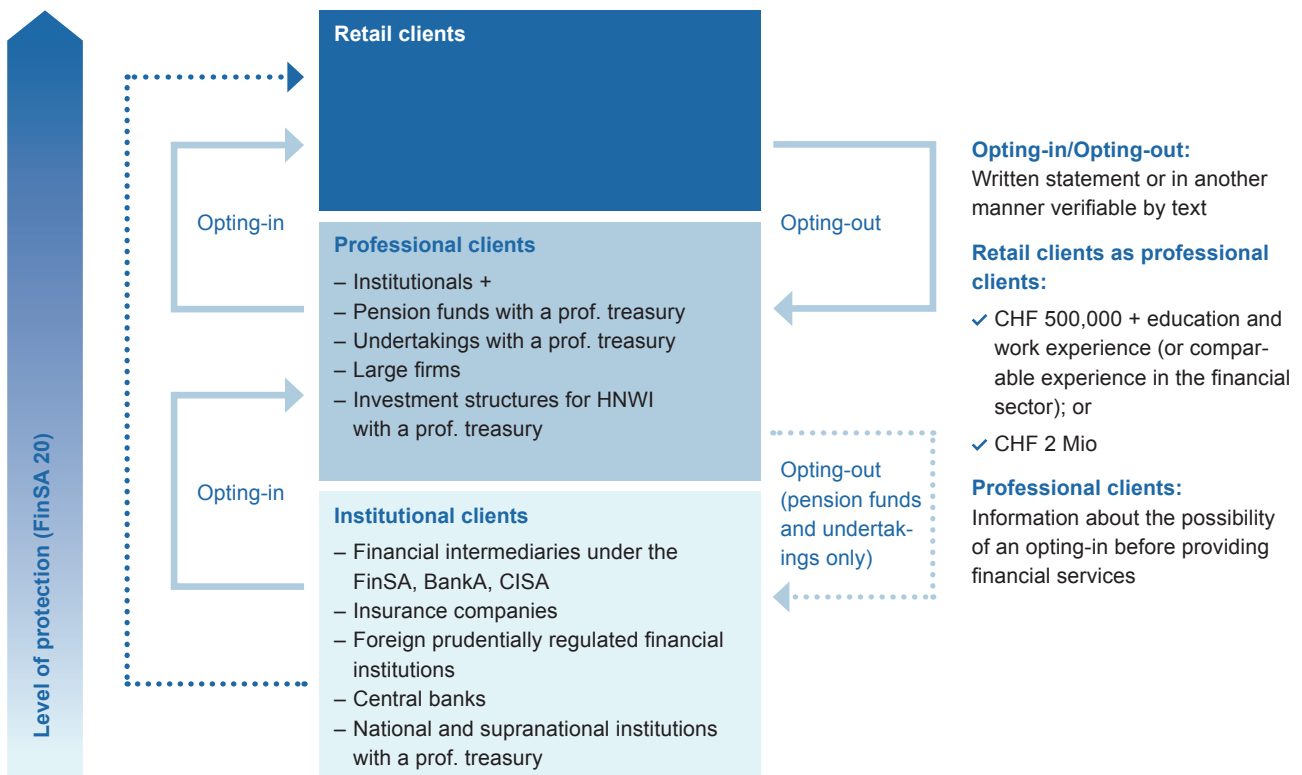 Level of protection (FinSA 20)
Retail clients
Opting-in
Opting-out
Professional clients
– Institutionals +
– Pension funds with a prof. treasury
– Undertakings with a prof. treasury
– Large firms
– Investment structures for HNWI
with a prof. treasury
Opting-in
Opting-out
(pension funds
and undertak-
ings only)
Institutional clients
– Financial intermediaries under the
FinSA, BankA, CISA
– Insurance companies
– Foreign prudentially regulated financial
institutions
– Central banks
– National and supranational institutions
with a prof. treasury
Opting-in/Opting-out:
Written statement or in another
manner verifiable by text
Retail clients as professional
clients:
✓ CHF 500,000 + education and
work experience (or compar-
able experience in the financial
sector); or
✓ CHF 2 Mio
Professional clients:
Information about the possibility
of an opting-in before providing
financial services